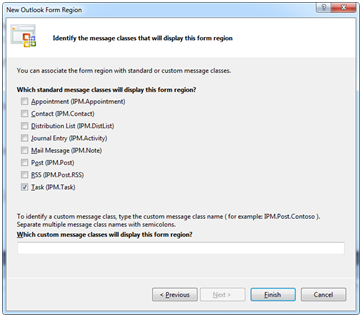 New Outlook Form Region
Identify the message classes that will display this form region
You can associate the form region with standard or custom message classes.
Which standard message classes will display this form region?
Appointment (IPM.Appointment)
Contact (IPM.Contact)
Distribution List (IPM.DistList)
Journal Entry (IPM.Activity)
Mail Message (IPM.Note)
Post (IPM.Post)
RSS (IPM.Post.RSS)
Task (IPM.Task)
To identify a custom message class, type the custom message class name ( for example: IPM.Post.Contoso ).
Separate multiple message class names with semicolons.
Which custom message classes will display this form region?
< Previous
Next >
Finish
Cancel